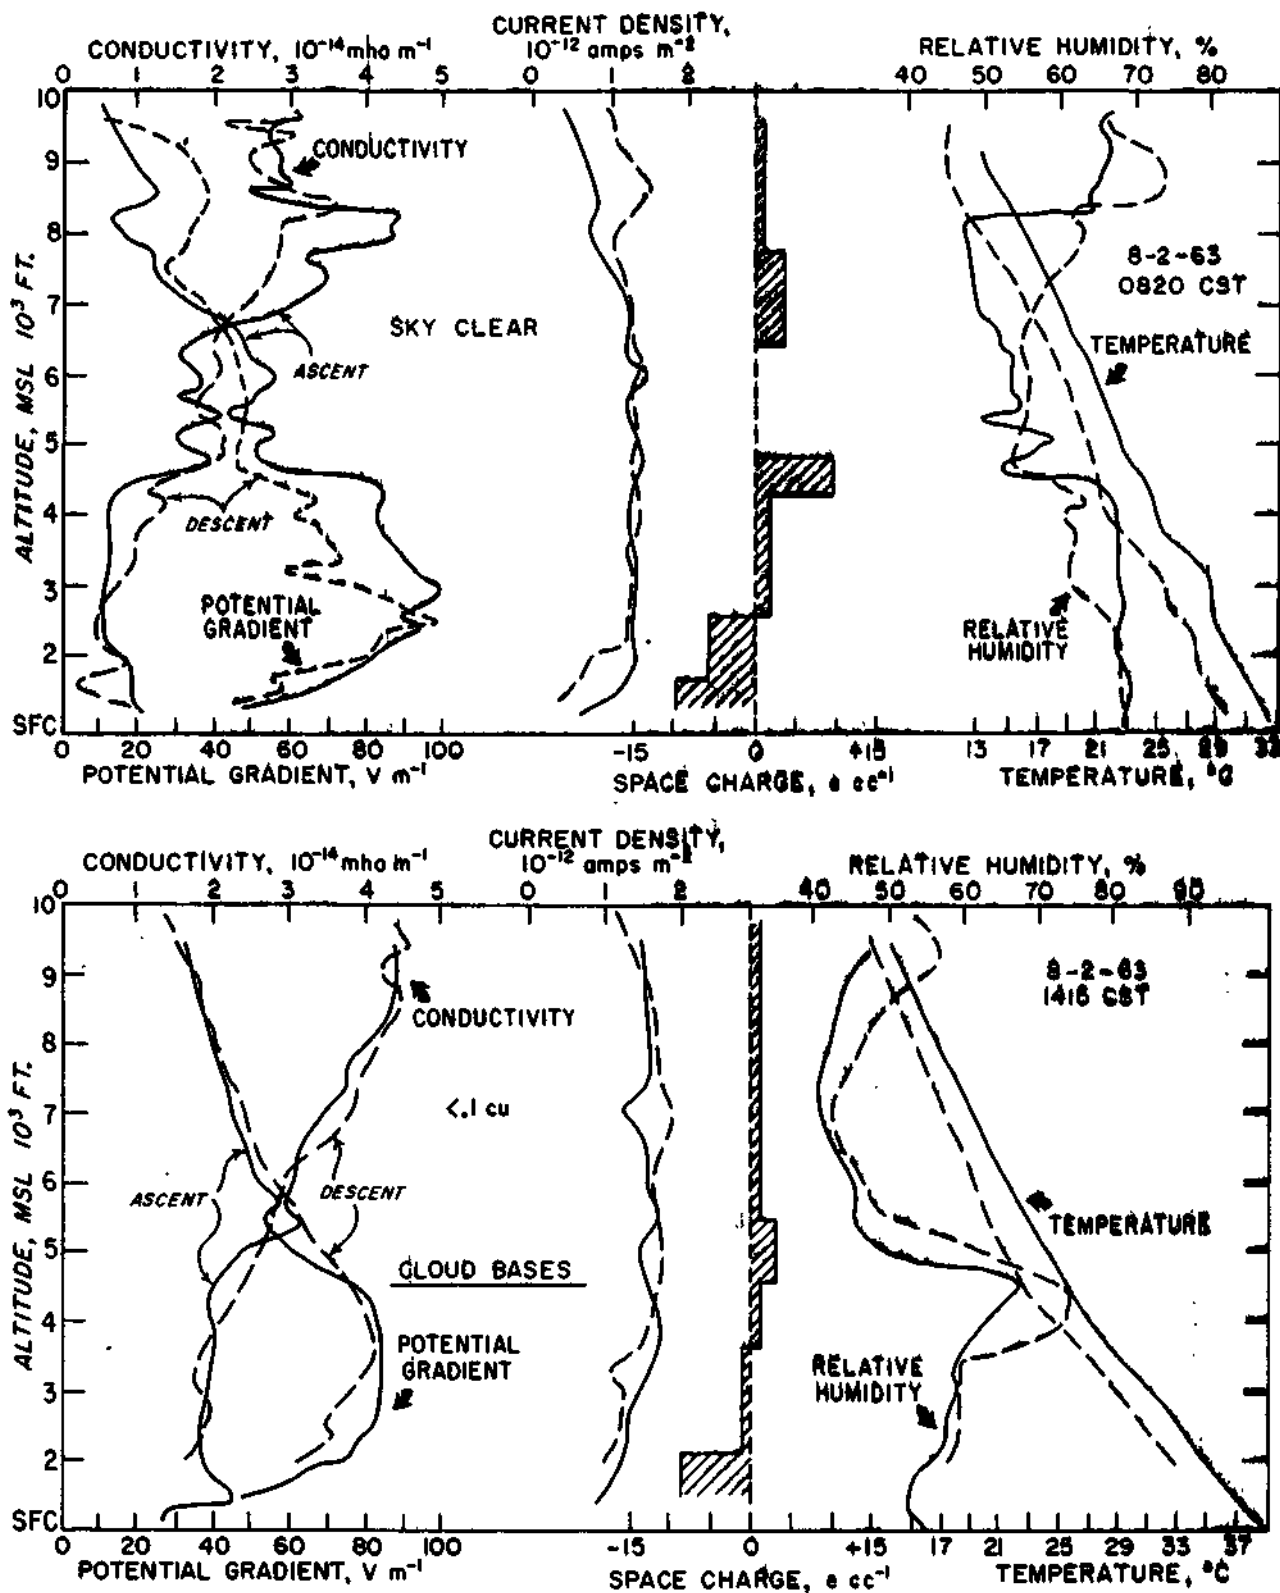 CONDUCTIVITY, 10⁻¹⁴ mho m⁻¹
0 1 2 3 4 5
CURRENT DENSITY,
10⁻¹² amps m⁻²
0 1 2
RELATIVE HUMIDITY, %
40 50 60 70 80
ALTITUDE, MSL 10³ FT.
10
9
8
7
6
5
4
3
2
SFC
CONDUCTIVITY
SKY CLEAR
ASCENT
DESCENT
POTENTIAL
GRADIENT
8-2-63
0820 CST
TEMPERATURE
RELATIVE
HUMIDITY
0 20 40 60 80 100
POTENTIAL GRADIENT, V m⁻¹
-15 0 +15
SPACE CHARGE, e cc⁻¹
13 17 21 25 29 33
TEMPERATURE, °C
CONDUCTIVITY, 10⁻¹⁴ mho m⁻¹
0 1 2 3 4 5
CURRENT DENSITY,
10⁻¹² amps m⁻²
0 1 2
RELATIVE HUMIDITY, %
40 50 60 70 80 90
ALTITUDE, MSL 10³ FT.
10
9
8
7
6
5
4
3
2
SFC
CONDUCTIVITY
<.1 cu
ASCENT
DESCENT
CLOUD BASES
POTENTIAL
GRADIENT
8-2-63
1415 CST
TEMPERATURE
RELATIVE
HUMIDITY
0 20 40 60 80 100
POTENTIAL GRADIENT, V m⁻¹
-15 0 +15
SPACE CHARGE, e cc⁻¹
17 21 25 29 33 37
TEMPERATURE, °C